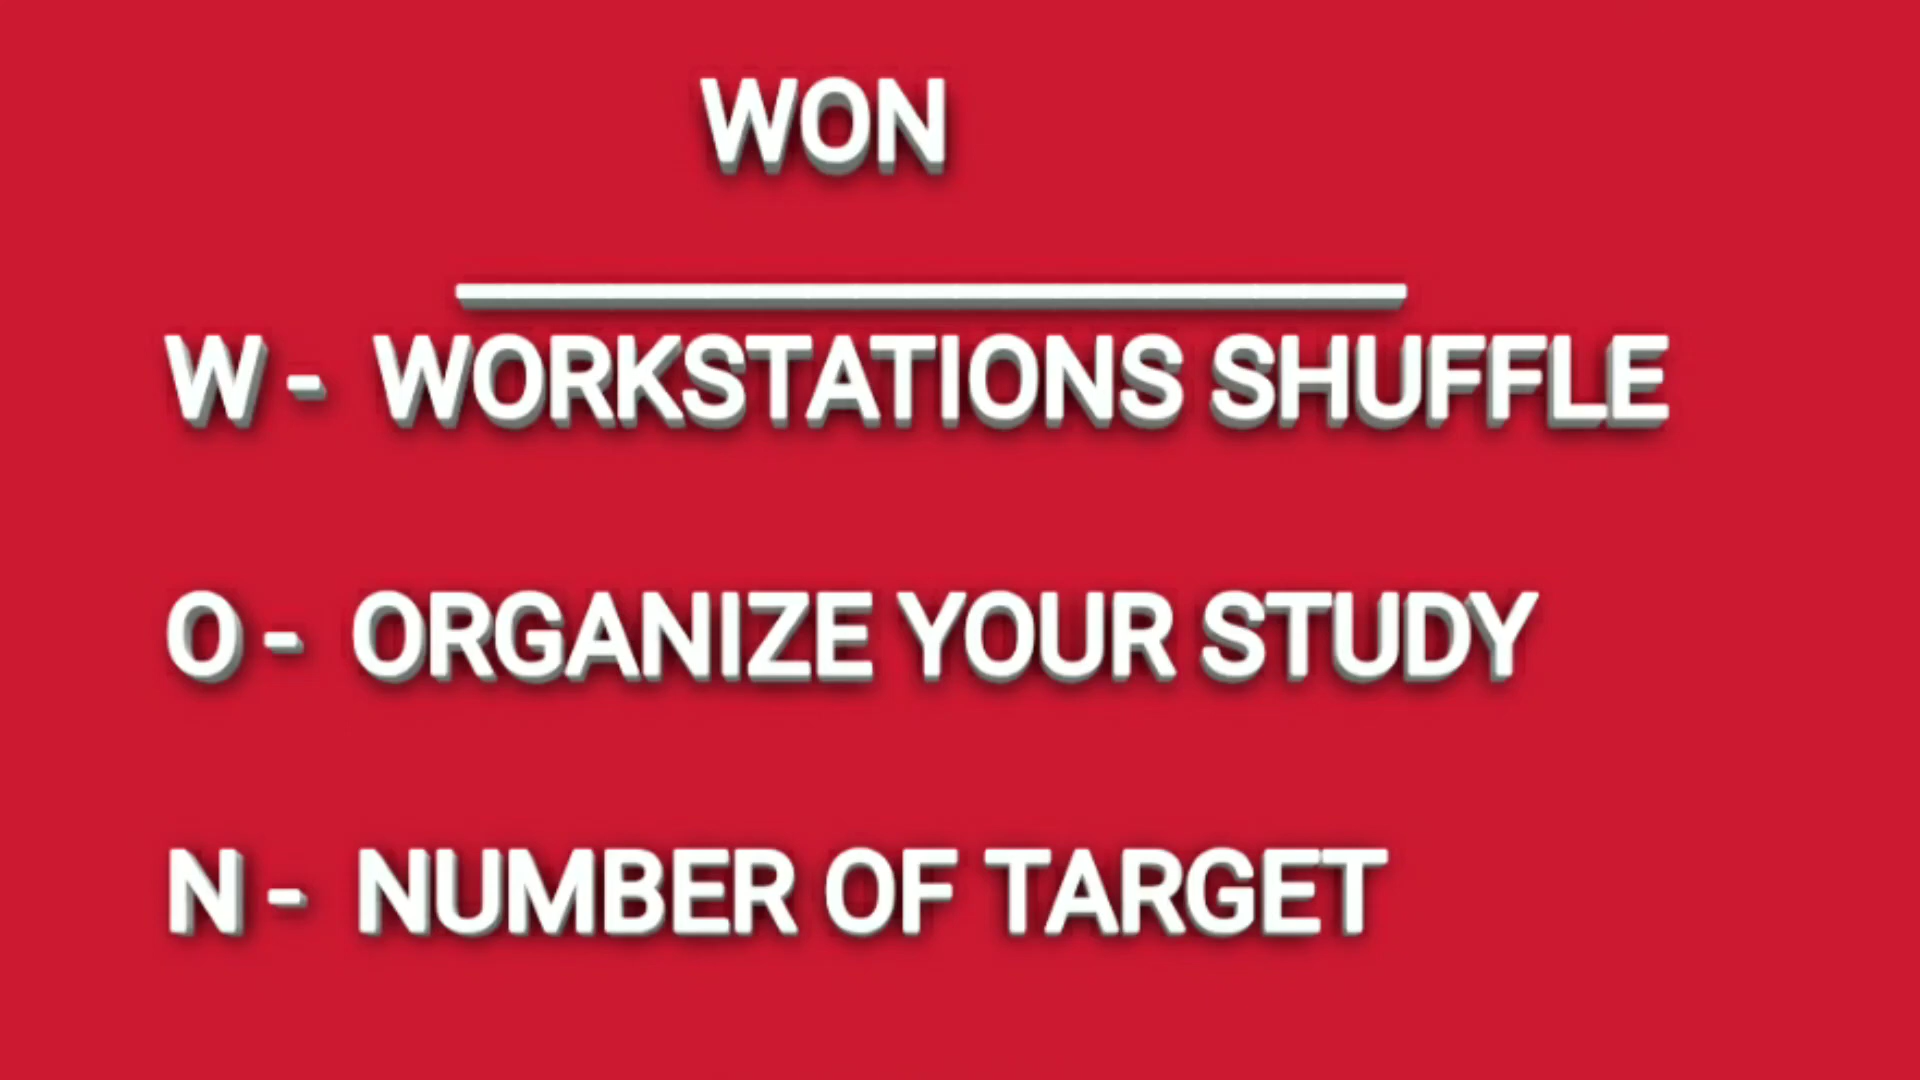 WON
W - WORKSTATIONS SHUFFLE
O - ORGANIZE YOUR STUDY
N - NUMBER OF TARGET